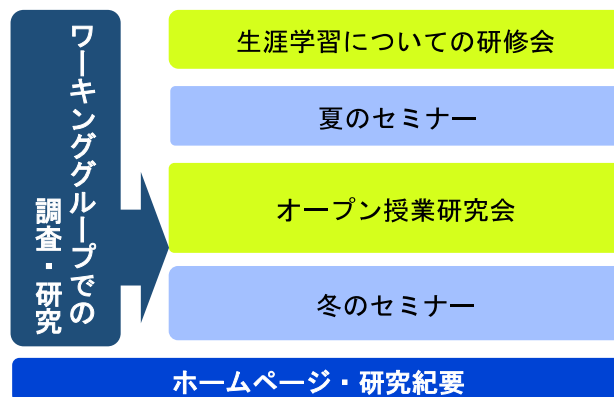 ワーキンググループでの
調査・研究
生涯学習についての研修会
夏のセミナー
オープン授業研究会
冬のセミナー
ホームページ・研究紀要